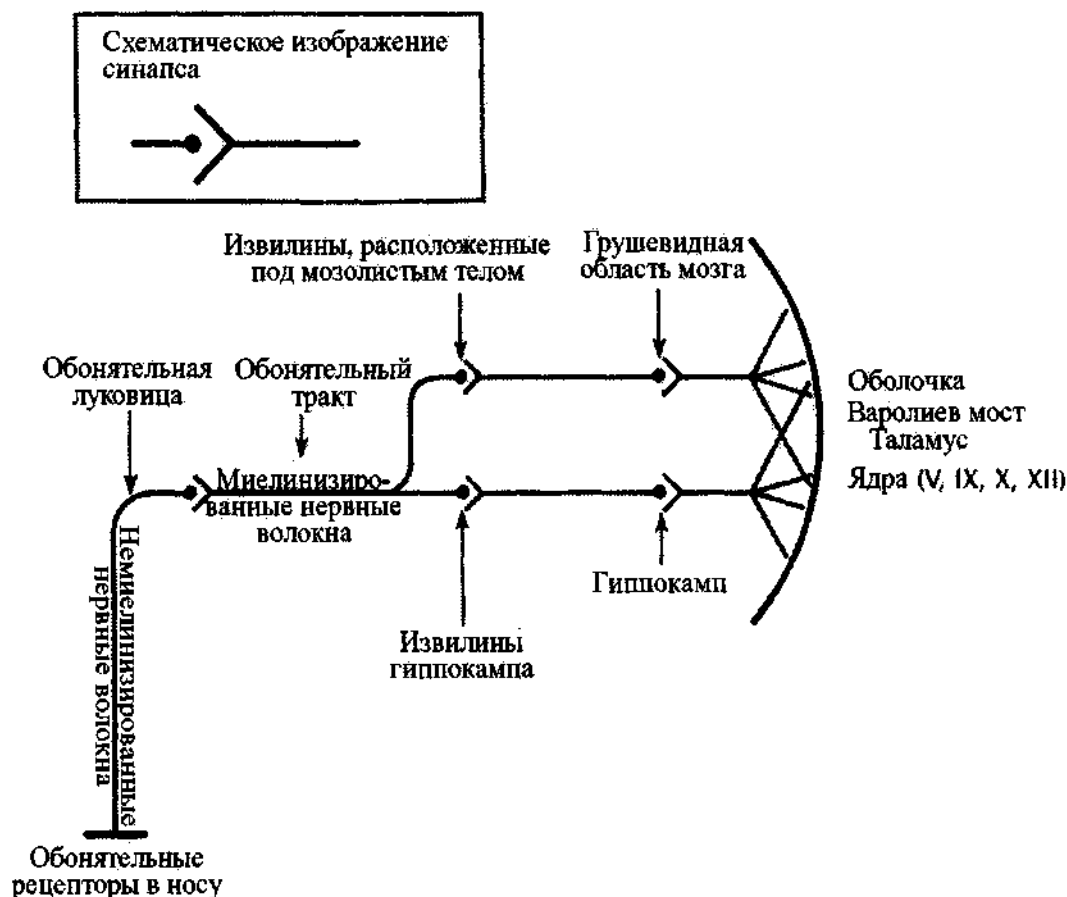 Схематическое изображение
синапса
Извилины, расположенные
под мозолистым телом
Грушевидная
область мозга
Обонятельная
луковица
Обонятельный
тракт
Оболочка
Варолиев мост
Таламус
Ядра (V, IX, X, XII)
Миелинизиро-
ванные нервные
волокна
Немиелинизированные
нервные волокна
Гиппокамп
Извилины
гиппокампа
Обонятельные
рецепторы в носу